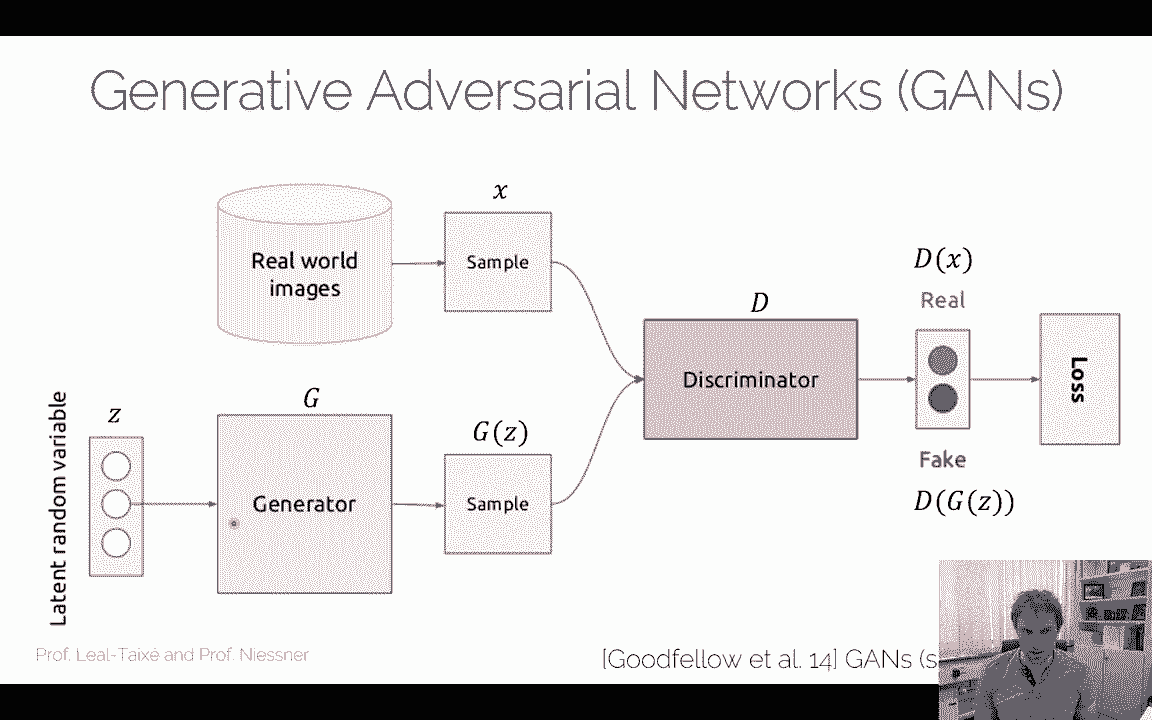 Generative Adversarial Networks (GANs)
x
Real world
images
Sample
D(x)
Real
D
Discriminator
Loss
Fake
D(G(z))
Latent random variable
z
G
Generator
G(z)
Sample
Prof. Leal-Taixé and Prof. Niessner
[Goodfellow et al. 14] GANs